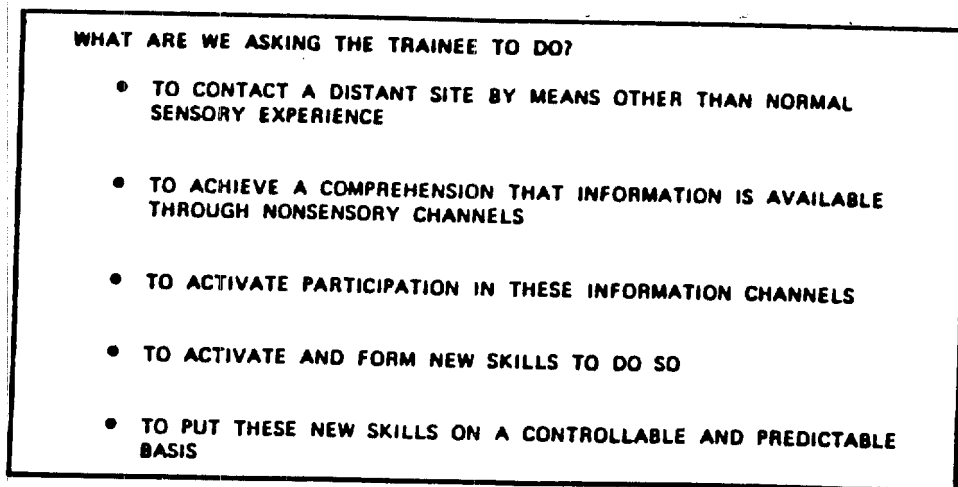 WHAT ARE WE ASKING THE TRAINEE TO DO?
• TO CONTACT A DISTANT SITE BY MEANS OTHER THAN NORMAL
SENSORY EXPERIENCE
• TO ACHIEVE A COMPREHENSION THAT INFORMATION IS AVAILABLE
THROUGH NONSENSORY CHANNELS
• TO ACTIVATE PARTICIPATION IN THESE INFORMATION CHANNELS
• TO ACTIVATE AND FORM NEW SKILLS TO DO SO
• TO PUT THESE NEW SKILLS ON A CONTROLLABLE AND PREDICTABLE
BASIS